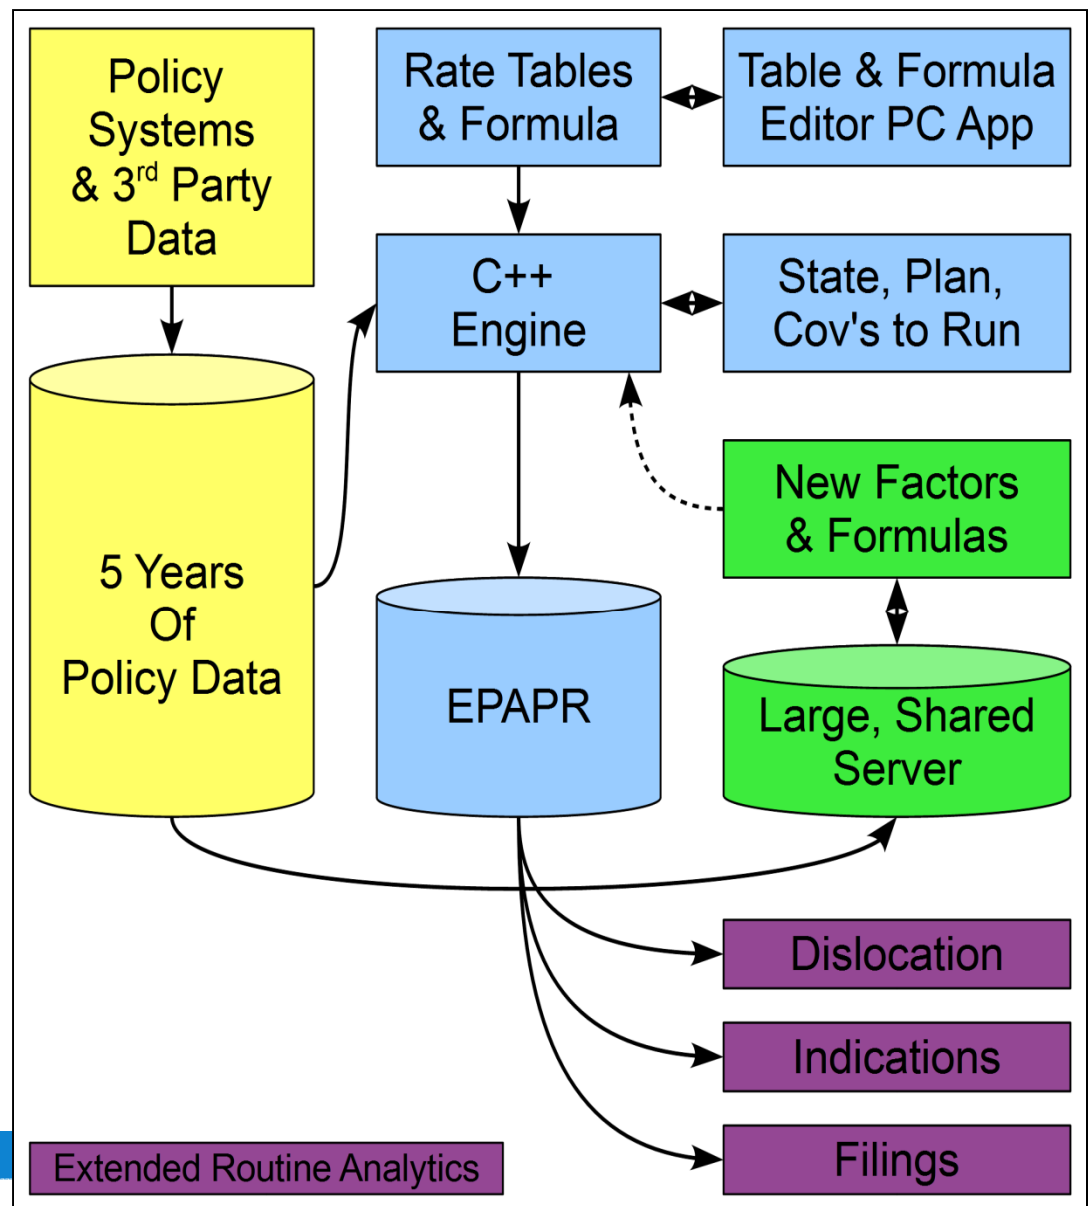 Policy
Systems
& 3rd Party
Data
Rate Tables
& Formula
Table & Formula
Editor PC App
C++
Engine
State, Plan,
Cov's to Run
5 Years
Of
Policy Data
New Factors
& Formulas
EPAPR
Large, Shared
Server
Dislocation
Indications
Filings
Extended Routine Analytics